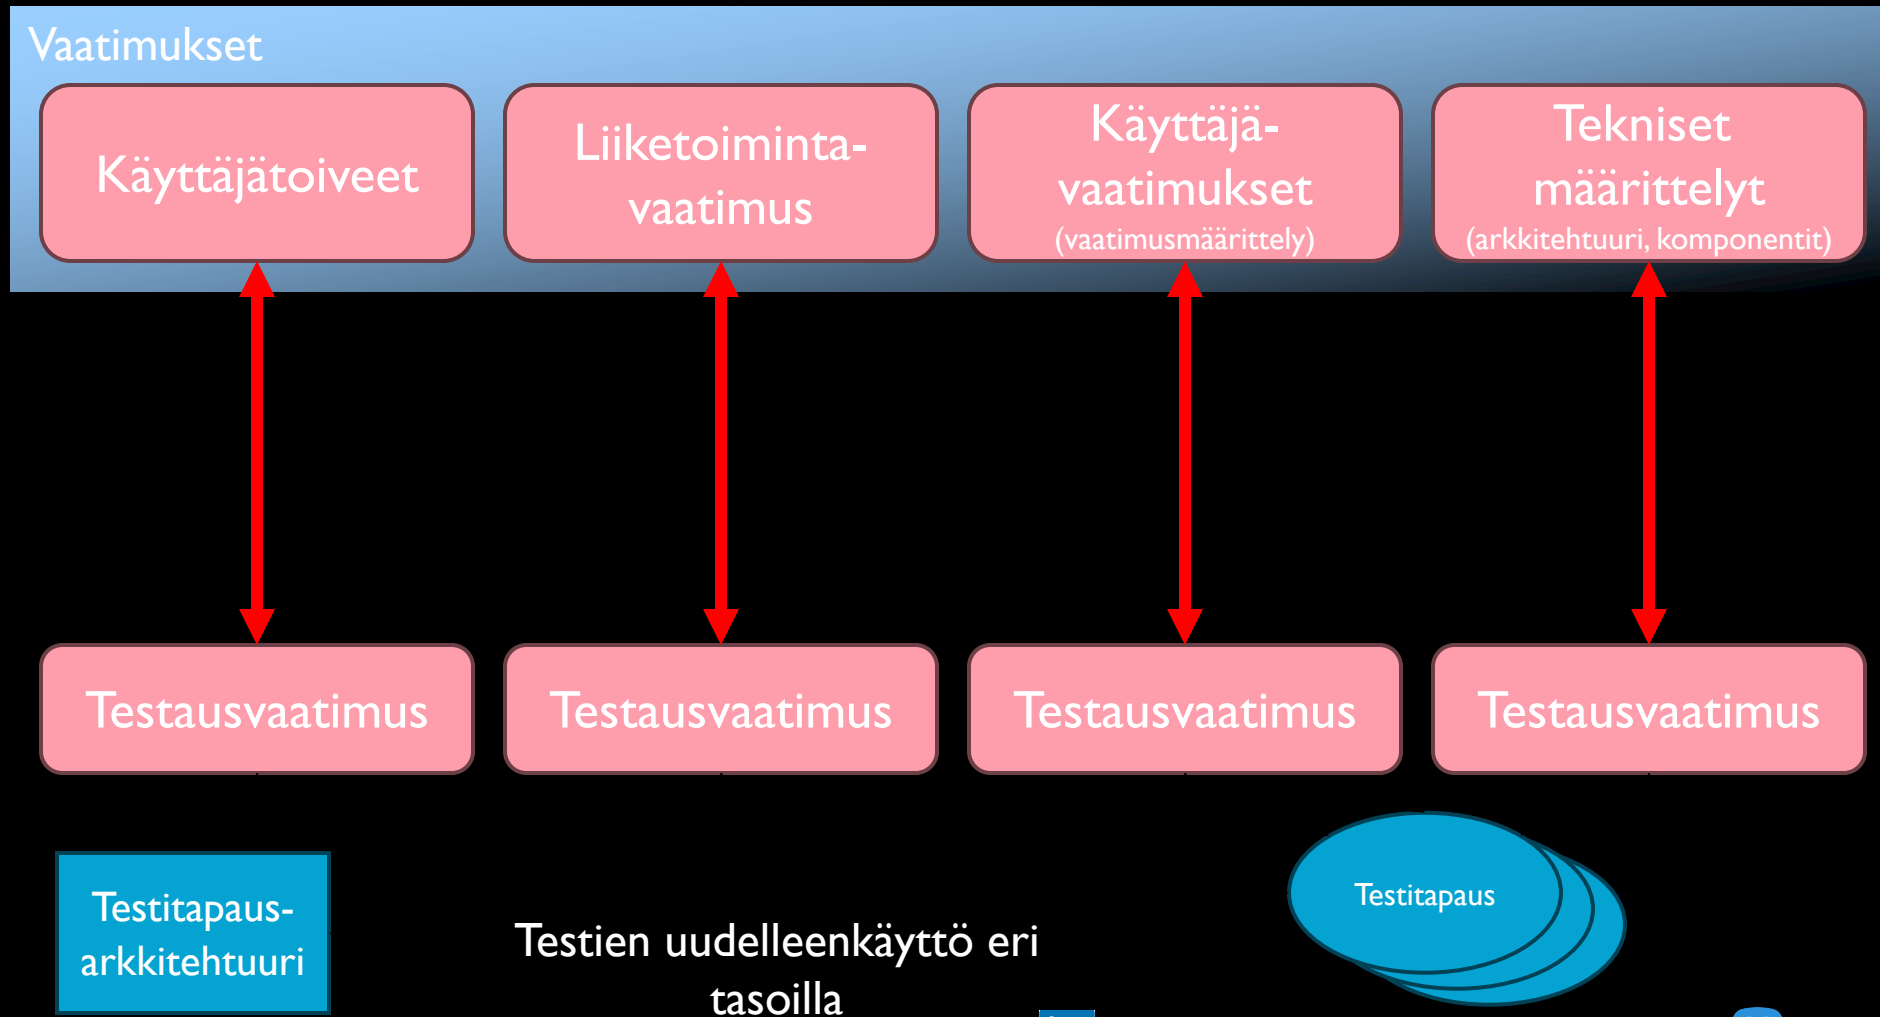 Vaatimukset
Käyttäjätoiveet
Liiketoiminta-
vaatimus
Käyttäjä-
vaatimukset
(vaatimusmäärittely)
Tekniset
määrittelyt
(arkkitehtuuri, komponentit)
Testausvaatimus
Testausvaatimus
Testausvaatimus
Testausvaatimus
Testitapaus-
arkkitehtuuri
Testien uudelleenkäyttö eri
tasoilla
Testitapaus